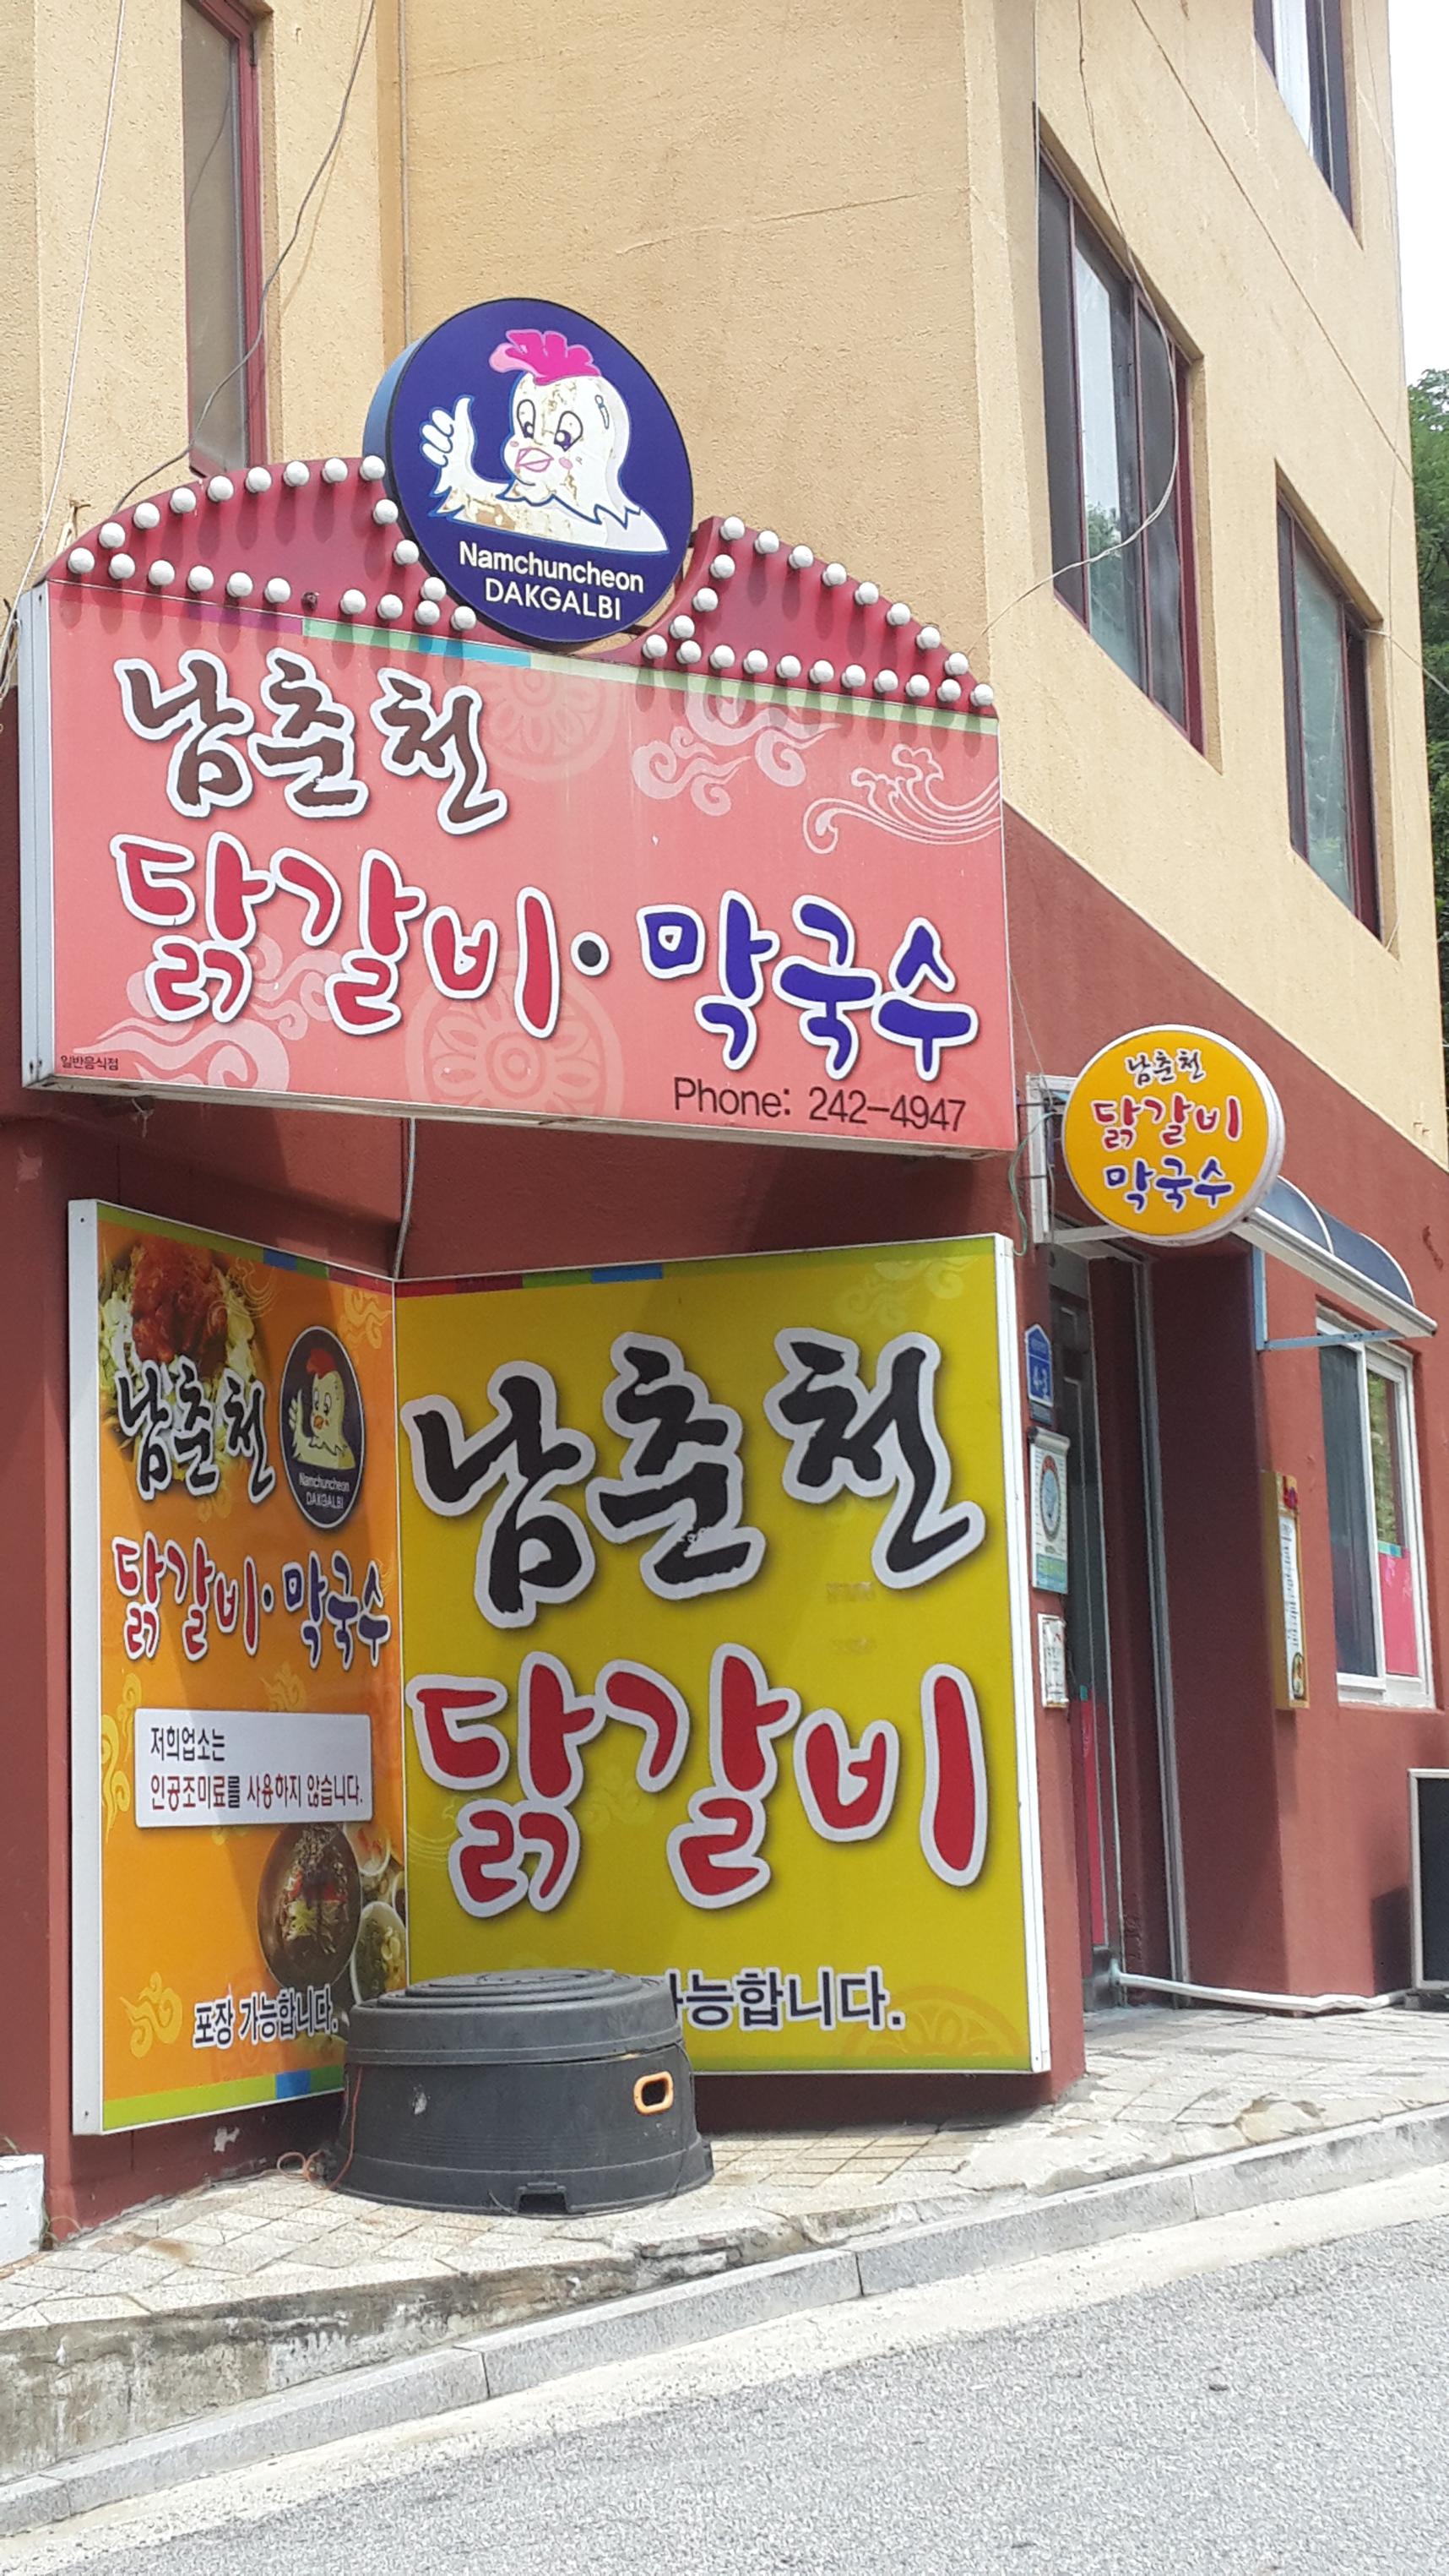 Namchuncheon
DAKGALBI
남춘천
닭갈비·막국수
일반음식점
Phone: 242-4947
남춘천
닭갈비
막국수
남춘천
Namchuncheon
DAKGALBI
닭갈비·막국수
저희업소는
인공조미료를 사용하지 않습니다.
포장 가능합니다.
남춘천
닭갈비
능합니다.
4-3